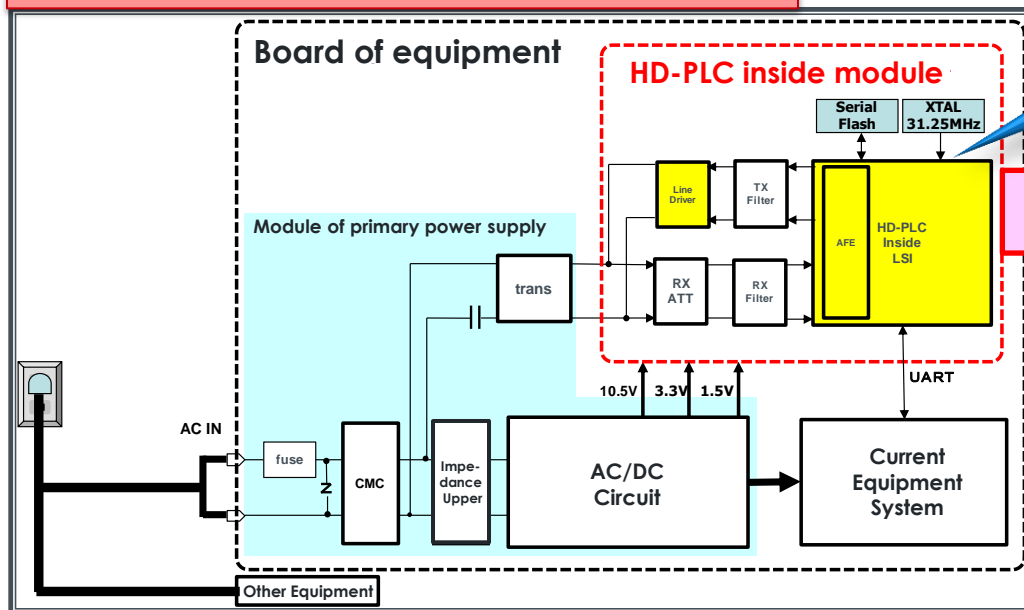 Board of equipment
HD-PLC inside module
Serial
Flash
XTAL
31.25MHz
Line
Driver
TX
Filter
AFE
HD-PLC
Inside
LSI
Module of primary power supply
trans
RX
ATT
RX
Filter
10.5V
3.3V
1.5V
UART
AC IN
fuse
Z
CMC
Impe-
dance
Upper
AC/DC
Circuit
Current
Equipment
System
Other Equipment